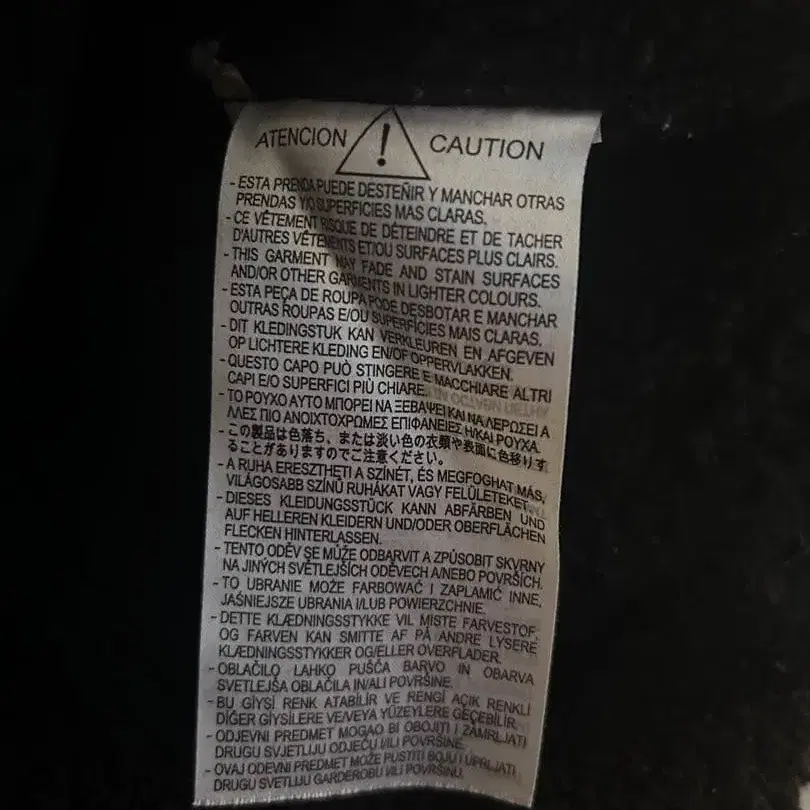 ATENCION ! CAUTION
- ESTA PRENDA PUEDE DESTEÑIR Y MANCHAR OTRAS
PRENDAS Y/O SUPERFICIES MAS CLARAS.
- CE VÊTEMENT RISQUE DE DÉTEINDRE ET DE TACHER
D'AUTRES VÊTEMENTS ET/OU SURFACES PLUS CLAIRS.
- THIS GARMENT MAY FADE AND STAIN SURFACES
AND/OR OTHER GARMENTS IN LIGHTER COLOURS.
- ESTA PEÇA DE ROUPA PODE DESBOTAR E MANCHAR
OUTRAS ROUPAS E/OU SUPERFÍCIES MAIS CLARAS.
- DIT KLEDINGSTUK KAN VERKLEUREN EN AFGEVEN
OP LICHTERE KLEDING EN/OF OPPERVLAKKEN.
- QUESTO CAPO PUÒ STINGERE E MACCHIARE ALTRI
CAPI E/O SUPERFICI PIÙ CHIARE.
- ΤΟ ΡΟΥΧΟ ΑΥΤΟ ΜΠΟΡΕΙ ΝΑ ΞΕΒΑΨΕΙ ΚΑΙ ΝΑ ΛΕΡΩΣΕΙ Α
ΛΛΕΣ ΠΙΟ ΑΝΟΙΧΤΟΧΡΩΜΕΣ ΕΠΙΦΑΝΕΙΕΣ Η/ΚΑΙ ΡΟΥΧΑ.
- この製品は色落ち、または淡い色の衣類や表面に色移りす
ることがありますのでご注意ください。
- A RUHA ERESZTHETI A SZÍNÉT, ÉS MEGFOGHAT MÁS,
VILÁGOSABB SZÍNŰ RUHÁKAT VAGY FELÜLETEKET.
- DIESES KLEIDUNGSSTÜCK KANN ABFÄRBEN UND
AUF HELLEREN KLEIDERN UND/ODER OBERFLÄCHEN
FLECKEN HINTERLASSEN.
- TENTO ODĚV SE MŮŽE ODBARVIT A ZPŮSOBIT SKVRNY
NA JINÝCH SVĚTLEJŠÍCH ODĚVECH A/NEBO POVRŠÍCH.
- TO UBRANIE MOŻE FARBOWAĆ I ZAPLAMIĆ INNE,
JAŚNIEJSZE UBRANIA I/LUB POWIERZCHNIE.
- DETTE KLÆDNINGSSTYKKE VIL MISTE FARVESTOF
OG FARVEN KAN SMITTE AF PÅ ANDRE LYSERE
KLÆDNINGSSTYKKER OG/ELLER OVERFLADER.
- OBLAČILO LAHKO PUŠČA BARVO IN OBARVA
SVETLEJŠA OBLAČILA IN/ALI POVRŠINE.
- BU GİYSİ RENK ATABİLİR VE RENGİ AÇIK RENKLİ
DİĞER GİYSİLERE VE/VEYA YÜZEYLERE GEÇEBİLİR.
- ODJEVNI PREDMET MOGAO BI OBOJITI I ZAMRLJATI
DRUGU SVJETLIJU ODJEĆU I/ILI POVRŠINE.
- OVAJ ODEVNI PREDMET MOŽE PUSTITI BOJU I UPRLJATI
DRUGU SVETLIJU GARDEROBU I/ILI POVRŠINU.